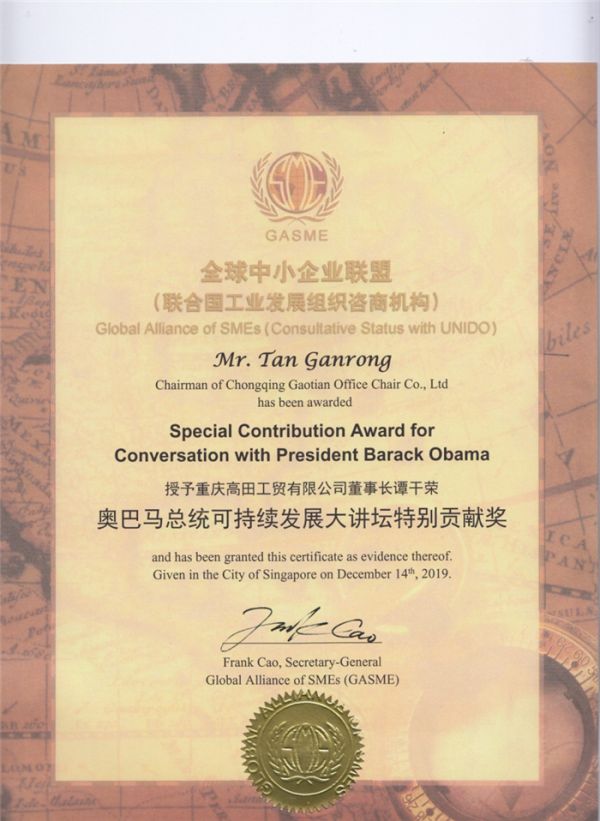 GASME
全球中小企业联盟
（联合国工业发展组织咨商机构）
Global Alliance of SMEs (Consultative Status with UNIDO)
Mr. Tan Ganrong
Chairman of Chongqing Gaotian Office Chair Co., Ltd
has been awarded
Special Contribution Award for
Conversation with President Barack Obama
授予重庆高田工贸有限公司董事长谭干荣
奥巴马总统可持续发展大讲坛特别贡献奖
and has been granted this certificate as evidence thereof.
Given in the City of Singapore on December 14th, 2019.
Frank Cao
Frank Cao, Secretary-General
Global Alliance of SMEs (GASME)